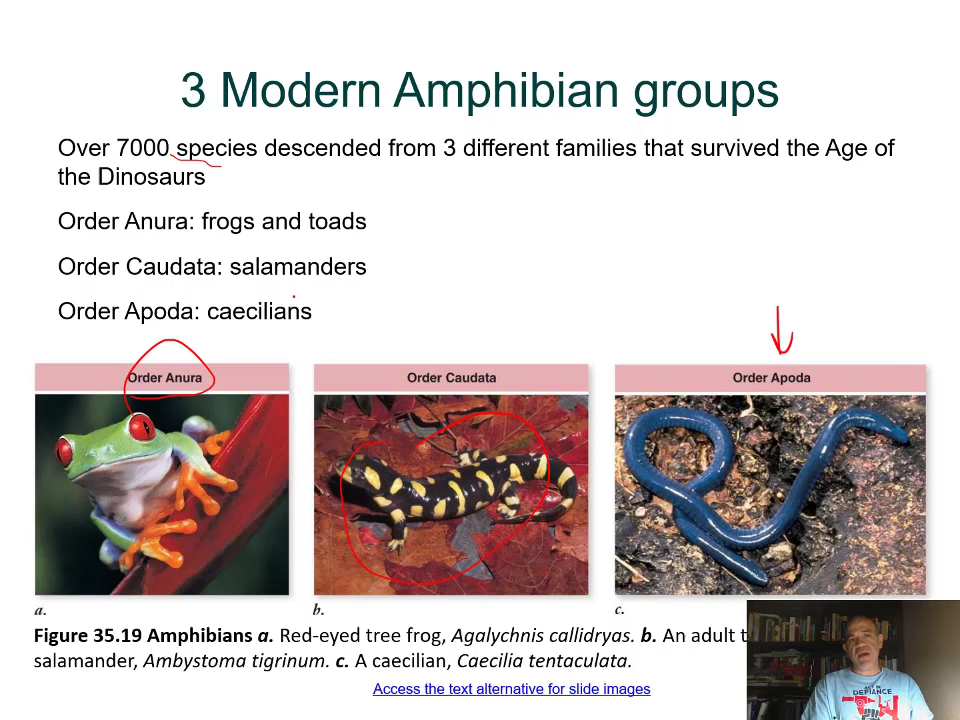 3 Modern Amphibian groups
Over 7000 species descended from 3 different families that survived the Age of
the Dinosaurs
Order Anura: frogs and toads
Order Caudata: salamanders
Order Apoda: caecilians
Order Anura
Order Caudata
Order Apoda
a.
b.
c.
Figure 35.19 Amphibians a. Red-eyed tree frog, Agalychnis callidryas. b. An adult
salamander, Ambystoma tigrinum. c. A caecilian, Caecilia tentaculata.
Access the text alternative for slide images
DEFIANCE